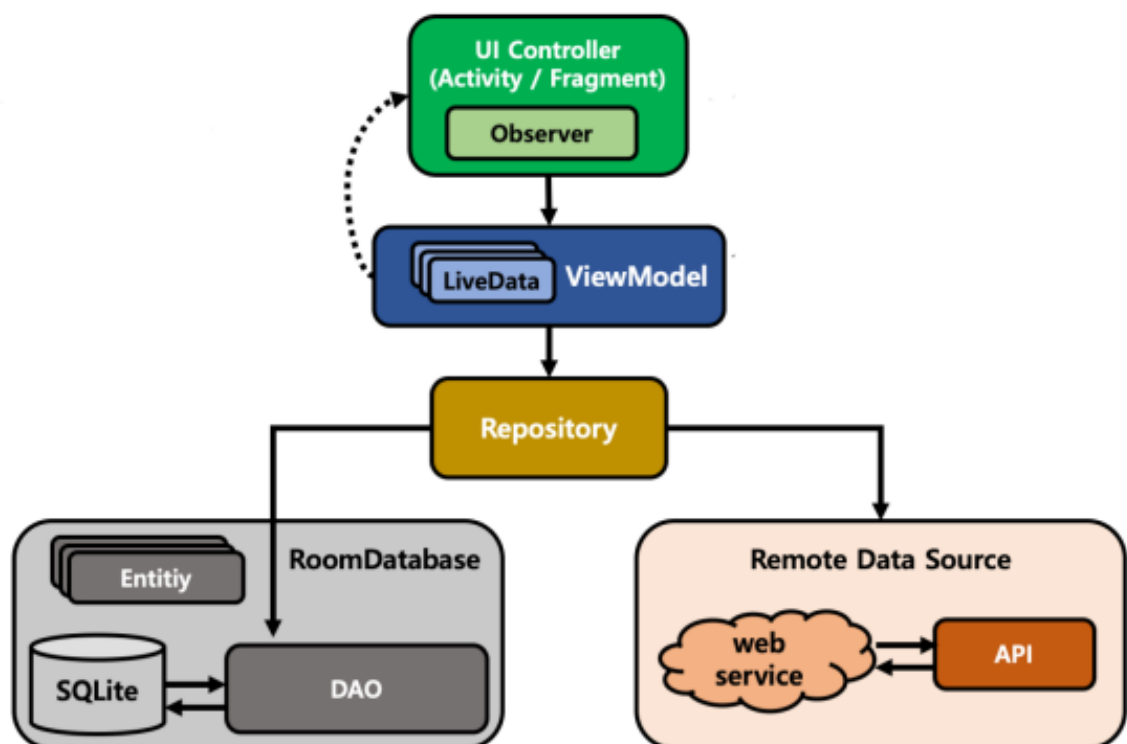 UI Controller
(Activity / Fragment)
Observer
LiveData
ViewModel
Repository
RoomDatabase
Entitiy
SQLite
DAO
Remote Data Source
web
service
API